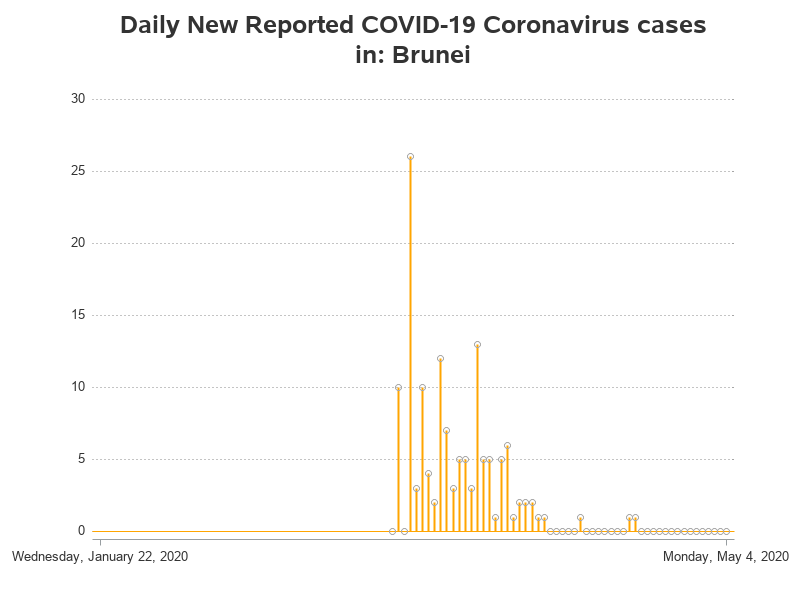 Daily New Reported COVID-19 Coronavirus cases
in: Brunei
30
25
20
15
10
5
0
Wednesday, January 22, 2020
Monday, May 4, 2020